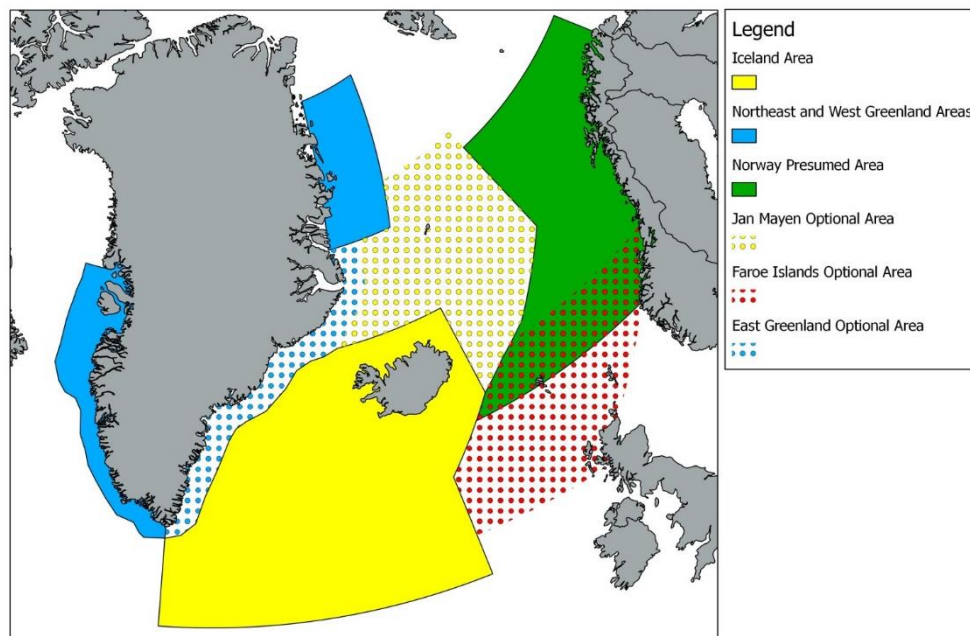 Legend
Iceland Area
Northeast and West Greenland Areas
Norway Presumed Area
Jan Mayen Optional Area
Faroe Islands Optional Area
East Greenland Optional Area